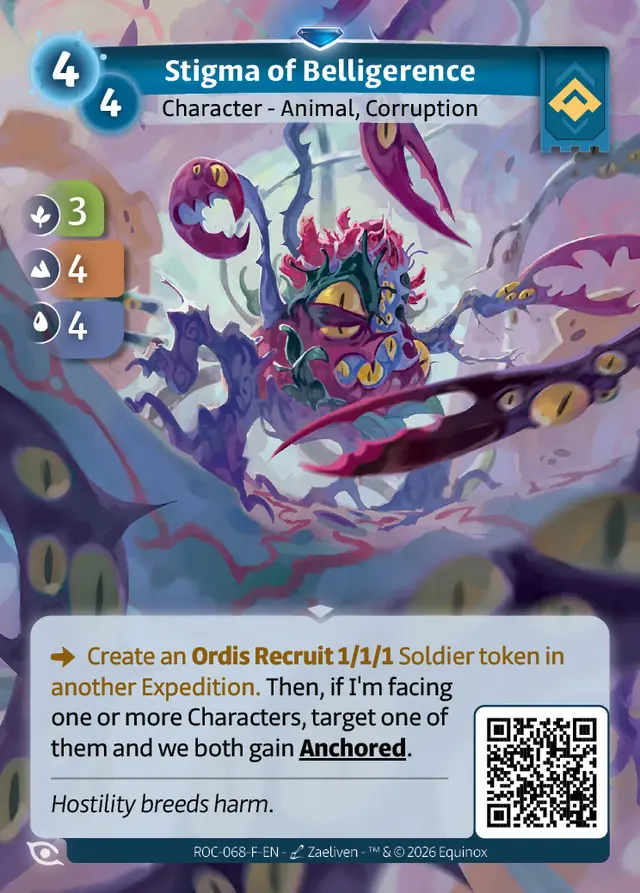 4
4
Stigma of Belligerence
Character - Animal, Corruption
3
4
4
Create an Ordis Recruit 1/1/1 Soldier token in
another Expedition. Then, if I'm facing
one or more Characters, target one of
them and we both gain Anchored.
Hostility breeds harm.
ROC-068-F-EN - Zaeliven - ™ & © 2026 Equinox